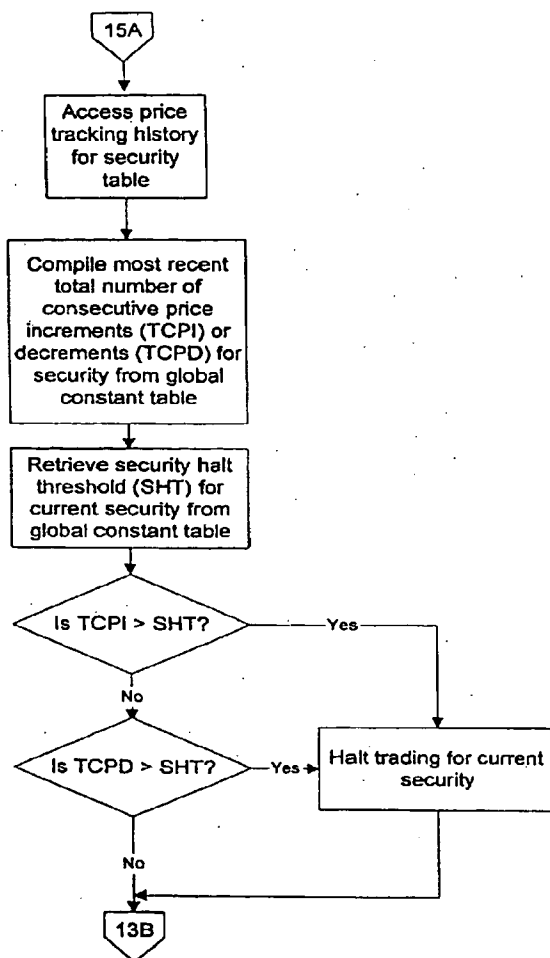 15A
Access price
tracking history
for security
table
Compile most recent
total number of
consecutive price
increments (TCPI) or
decrements (TCPD) for
security from global
constant table
Retrieve security halt
threshold (SHT) for
current security from
global constant table
Is TCPI > SHT?
Yes
No
Is TCPD > SHT?
Yes
Halt trading for current
security
No
13B